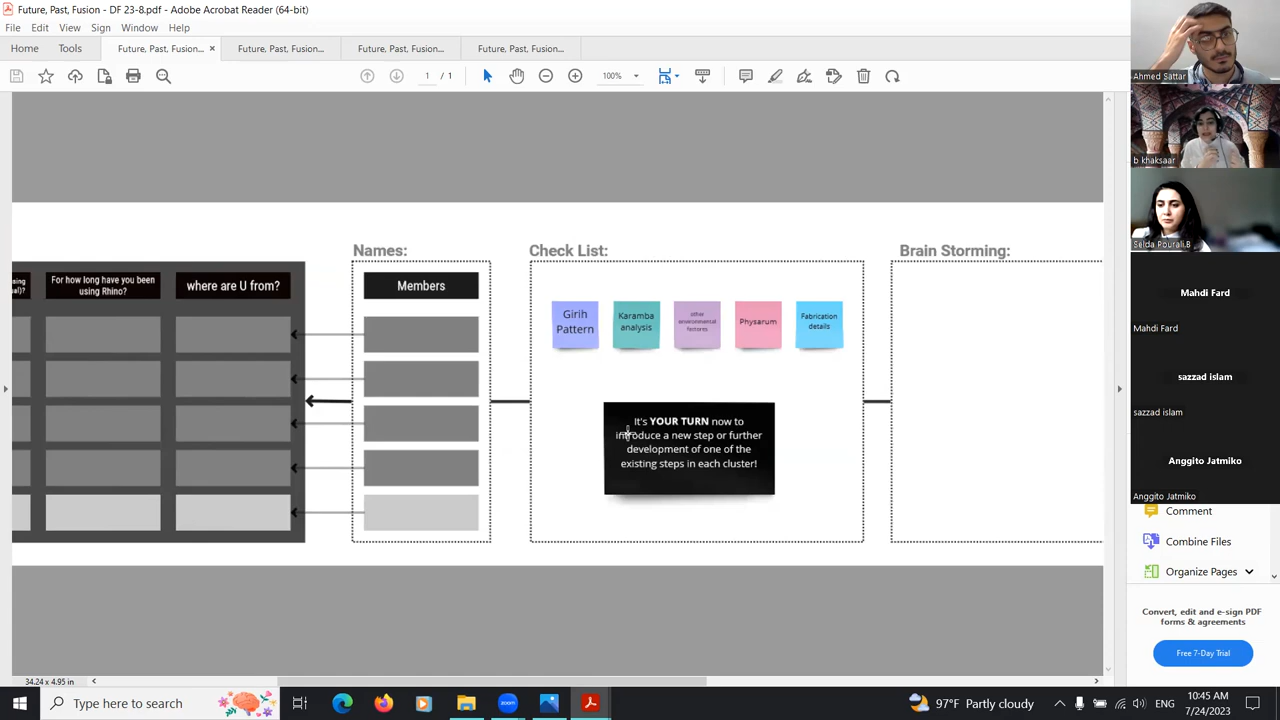 Future, Past, Fusion - DF 23-8.pdf - Adobe Acrobat Reader (64-bit)
File Edit View Sign Window Help
Home Tools Future, Past, Fusion... × Future, Past, Fusion... Future, Past, Fusion... Future, Past, Fusion...
1 / 1 100%
Names: Check List: Brain Storming:
For how long have you been
using Rhino?
where are U from?
Members
Girih
Pattern
Karamba
analysis
other
environmental
factores
Physarum
Fabrication
details
It's YOUR TURN now to
introduce a new step or further
development of one of the
existing steps in each cluster!
34.24 x 4.95 in
Ahmed Sattar
b khaksaar
Selda Pourali.B
Mahdi Fard
Mahdi Fard
sazzad islam
sazzad islam
Anggito Jatmiko
Anggito Jatmiko
Comment
Combine Files
Organize Pages
Convert, edit and e-sign PDF
forms & agreements
Free 7-Day Trial
Type here to search
zoom
97°F Partly cloudy
ENG
10:45 AM
7/24/2023